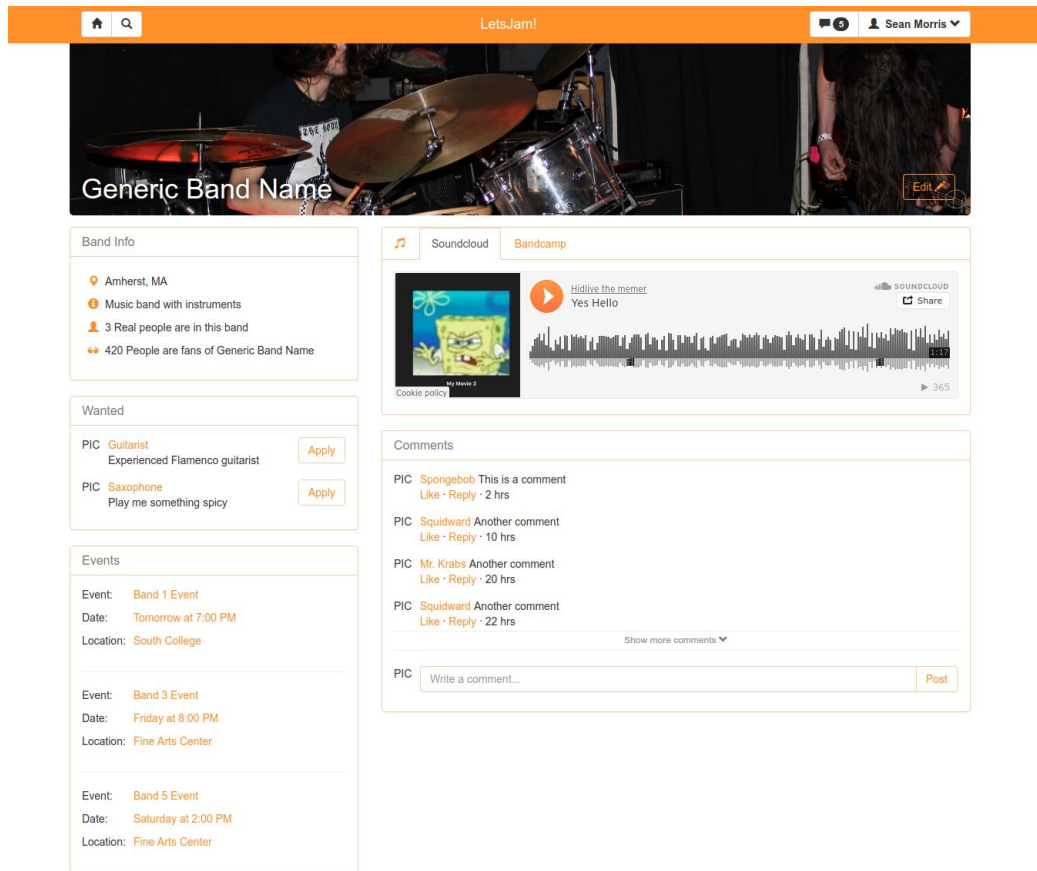 LetsJam!
5
Sean Morris
Generic Band Name
Edit
Band Info
Amherst, MA
Music band with instruments
3 Real people are in this band
420 People are fans of Generic Band Name
Wanted
PIC Guitarist
Experienced Flamenco guitarist
Apply
PIC Saxophone
Play me something spicy
Apply
Events
Event: Band 1 Event
Date: Tomorrow at 7:00 PM
Location: South College
Event: Band 3 Event
Date: Friday at 8:00 PM
Location: Fine Arts Center
Event: Band 5 Event
Date: Saturday at 2:00 PM
Location: Fine Arts Center
Soundcloud Bandcamp
My Movie 3
Cookie policy
Hidlive the memer
Yes Hello
SOUNDCLOUD
Share
1:17
365
Comments
PIC Spongebob This is a comment
Like · Reply · 2 hrs
PIC Squidward Another comment
Like · Reply · 10 hrs
PIC Mr. Krabs Another comment
Like · Reply · 20 hrs
PIC Squidward Another comment
Like · Reply · 22 hrs
Show more comments
PIC Write a comment... Post